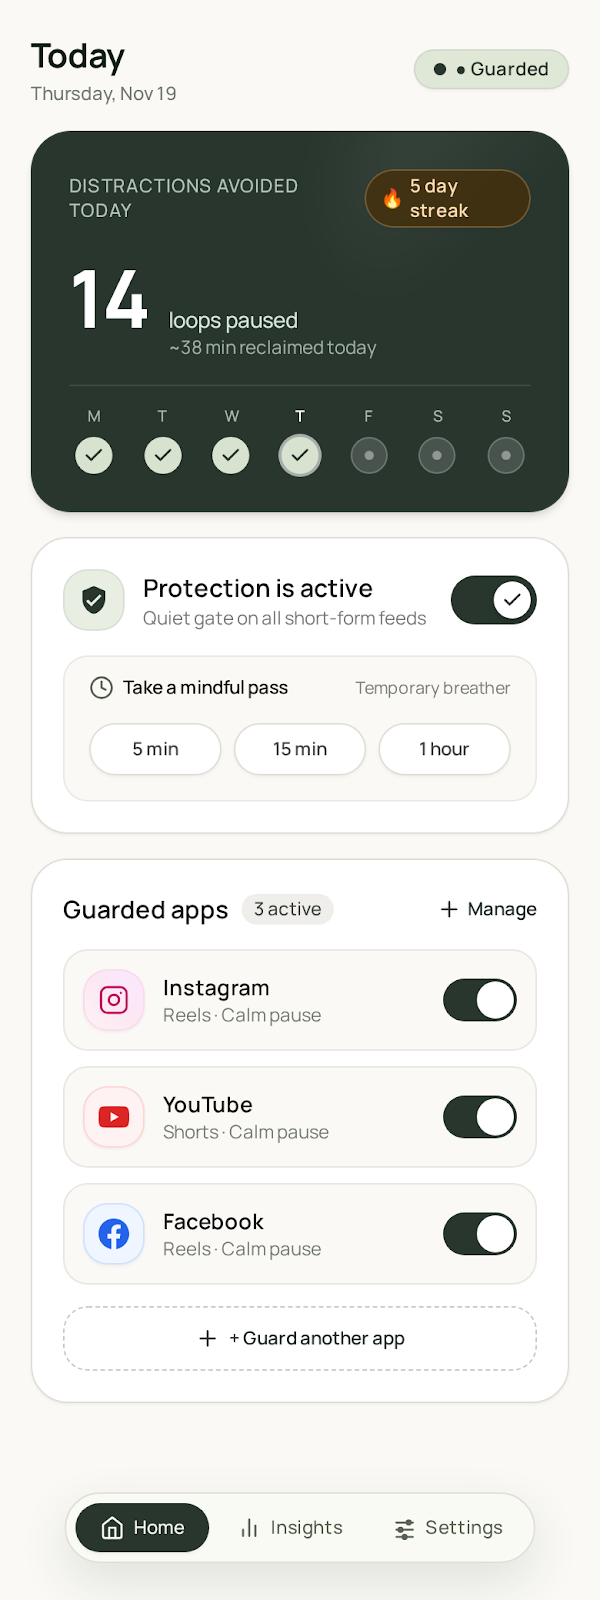 Today
Thursday, Nov 19
● Guarded
DISTRACTIONS AVOIDED
TODAY
🔥 5 day
streak
14
loops paused
~38 min reclaimed today
M T W T F S S
Protection is active
Quiet gate on all short-form feeds
Take a mindful pass
Temporary breather
5 min
15 min
1 hour
Guarded apps
3 active
+ Manage
Instagram
Reels · Calm pause
YouTube
Shorts · Calm pause
Facebook
Reels · Calm pause
+ + Guard another app
Home
Insights
Settings